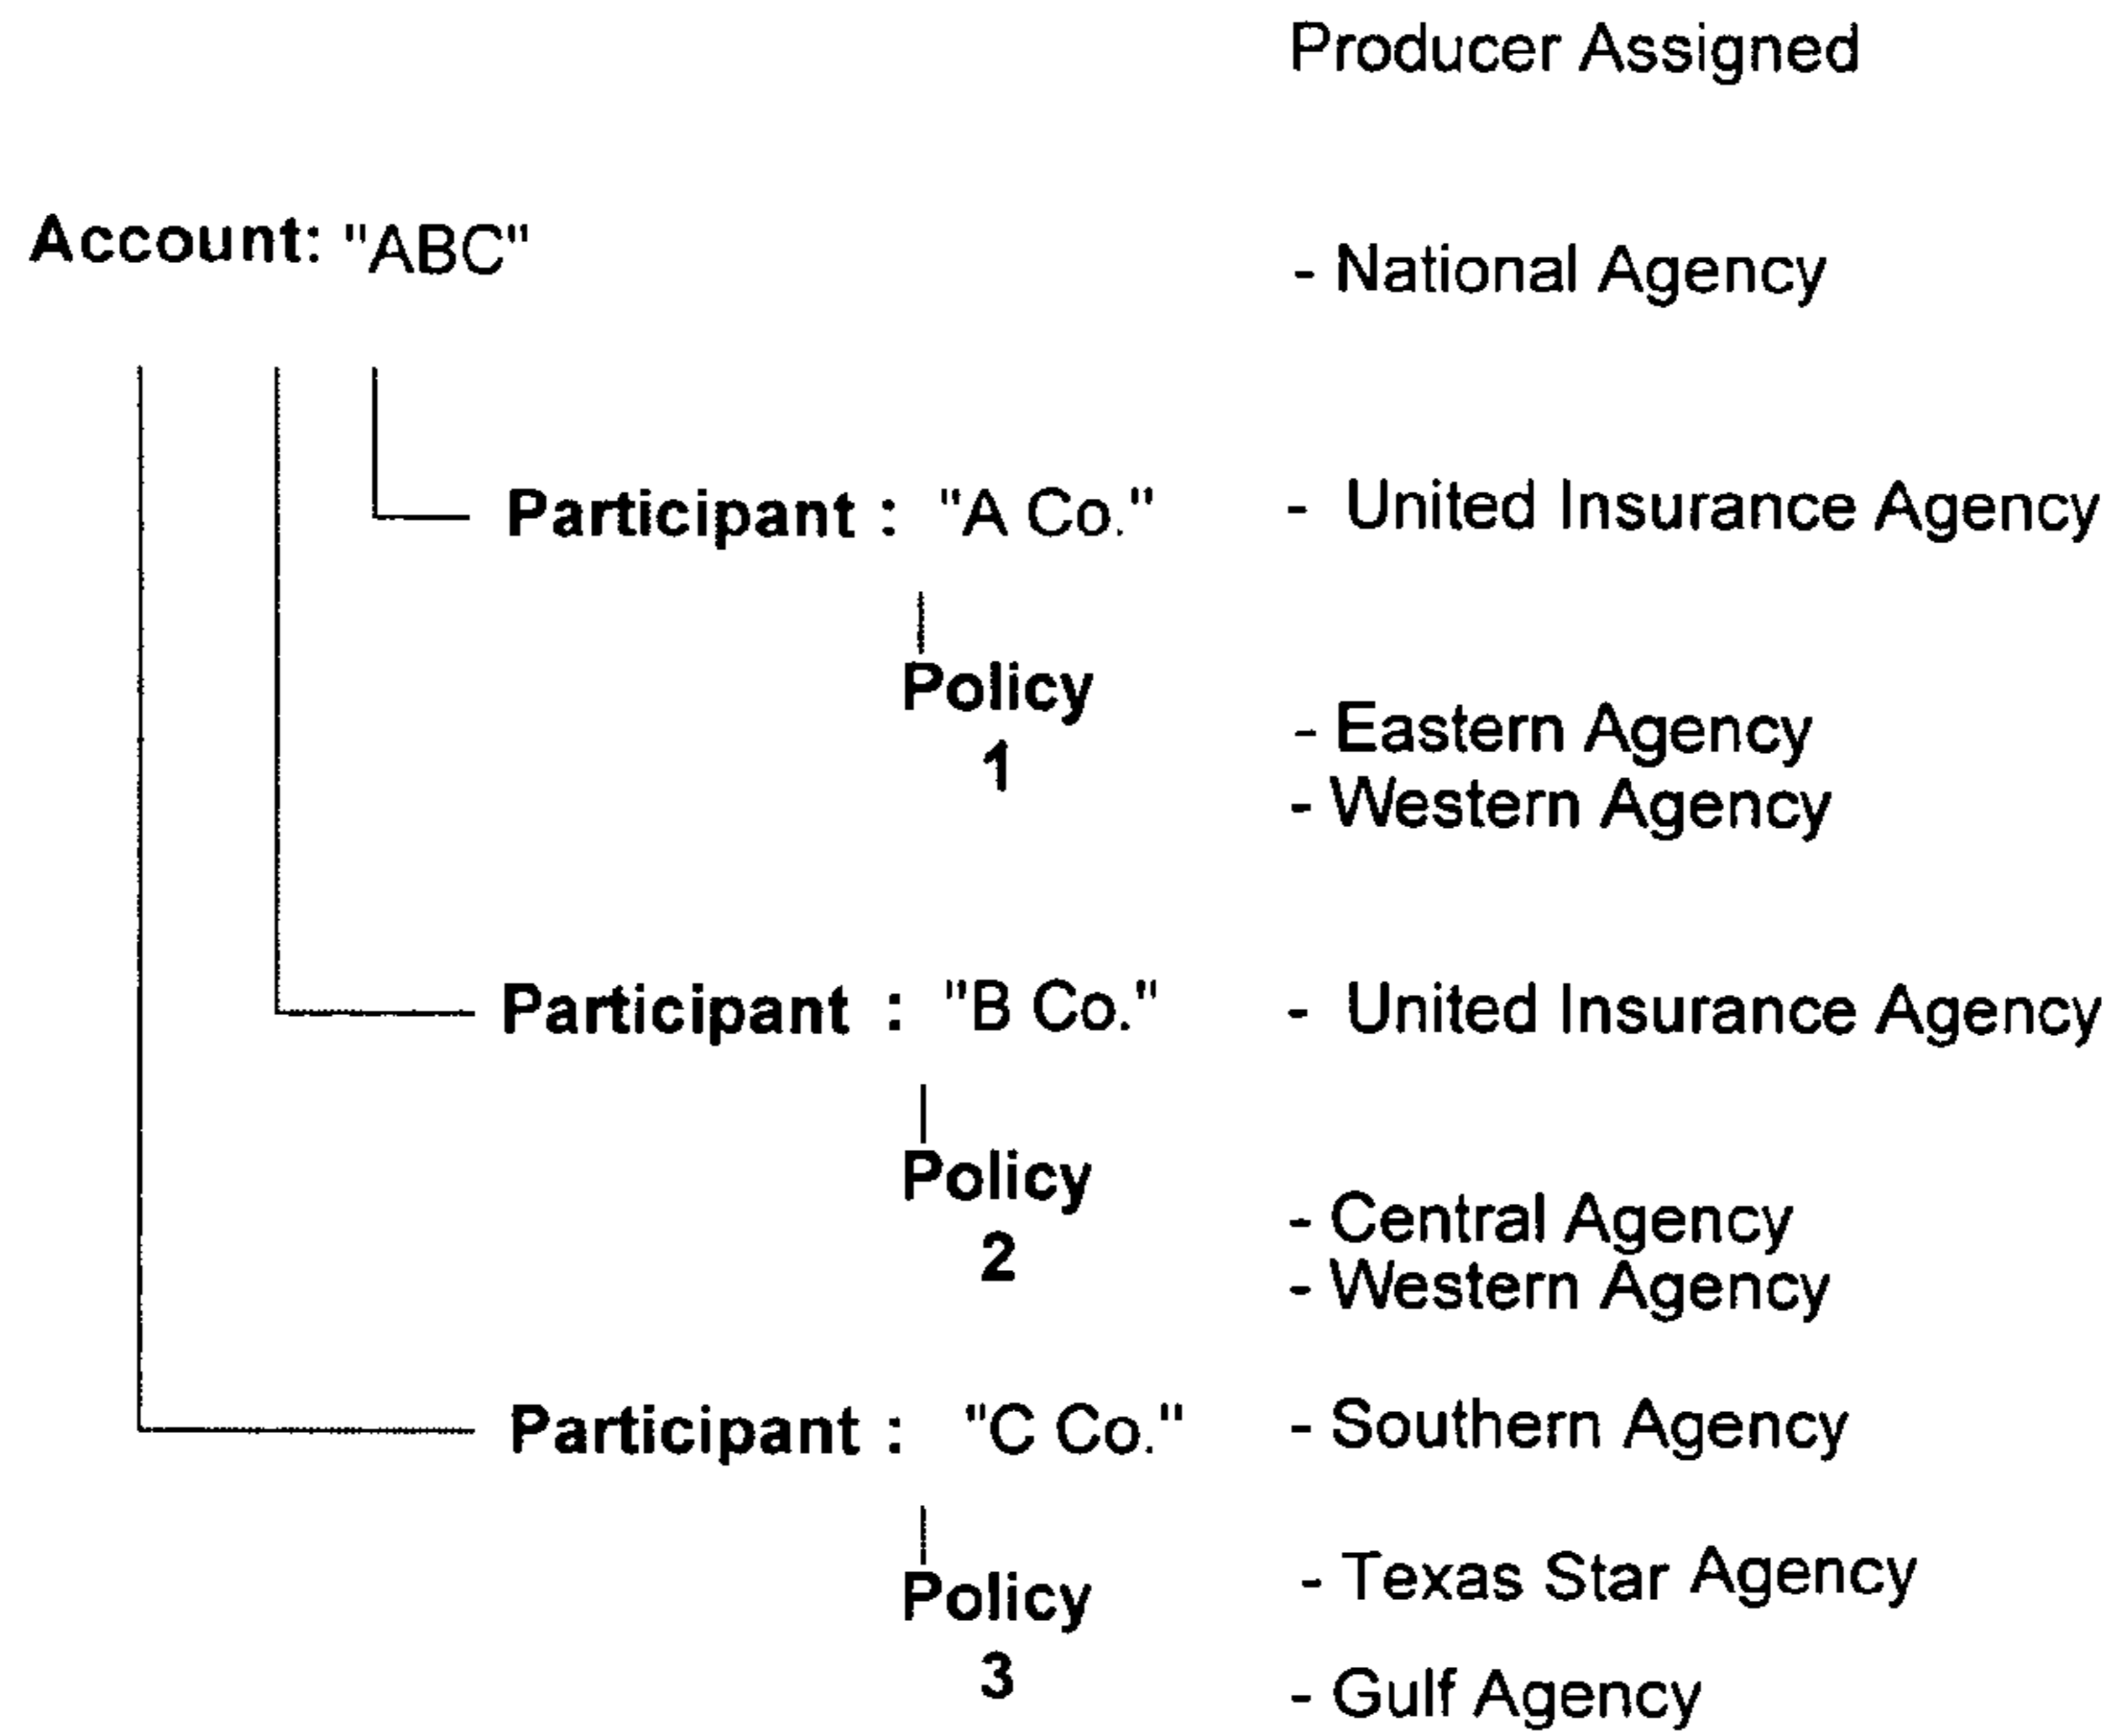 Producer Assigned
Account: "ABC"
- National Agency
Participant : "A Co."
- United Insurance Agency
Policy
1
- Eastern Agency
- Western Agency
Participant : "B Co."
- United Insurance Agency
Policy
2
- Central Agency
- Western Agency
Participant : "C Co."
- Southern Agency
Policy
3
- Texas Star Agency
- Gulf Agency